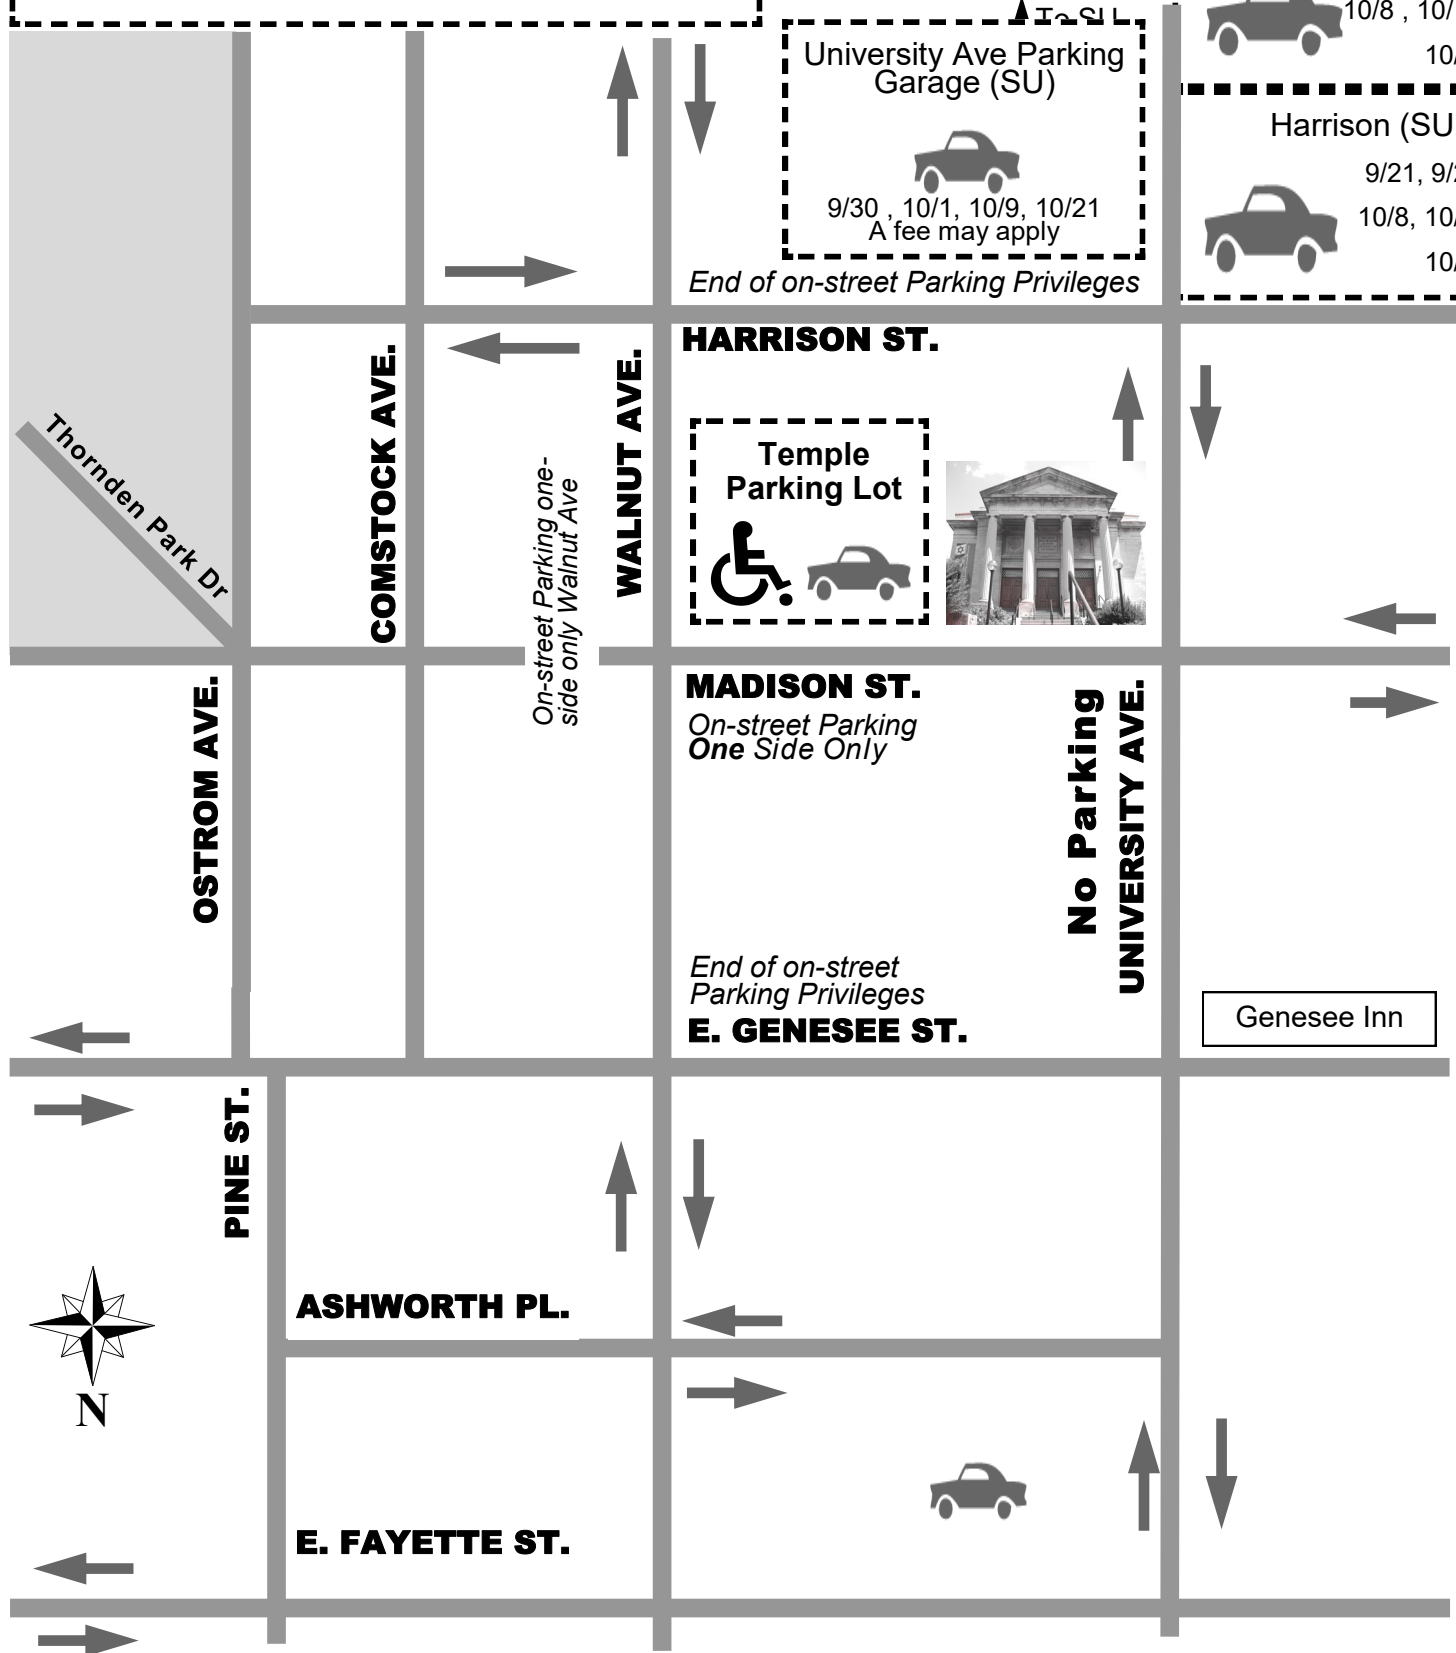 To SU
10/8 , 10/
10/
University Ave Parking
Garage (SU)
9/30 , 10/1, 10/9, 10/21
A fee may apply
Harrison (SU
9/21, 9/2
10/8, 10/
10/
End of on-street Parking Privileges
HARRISON ST.
COMSTOCK AVE.
WALNUT AVE.
Thornden Park Dr
On-street Parking one-
side only Walnut Ave
Temple
Parking Lot
MADISON ST.
On-street Parking
One Side Only
OSTROM AVE.
No Parking
UNIVERSITY AVE.
End of on-street
Parking Privileges
E. GENESEE ST.
Genesee Inn
PINE ST.
ASHWORTH PL.
N
E. FAYETTE ST.